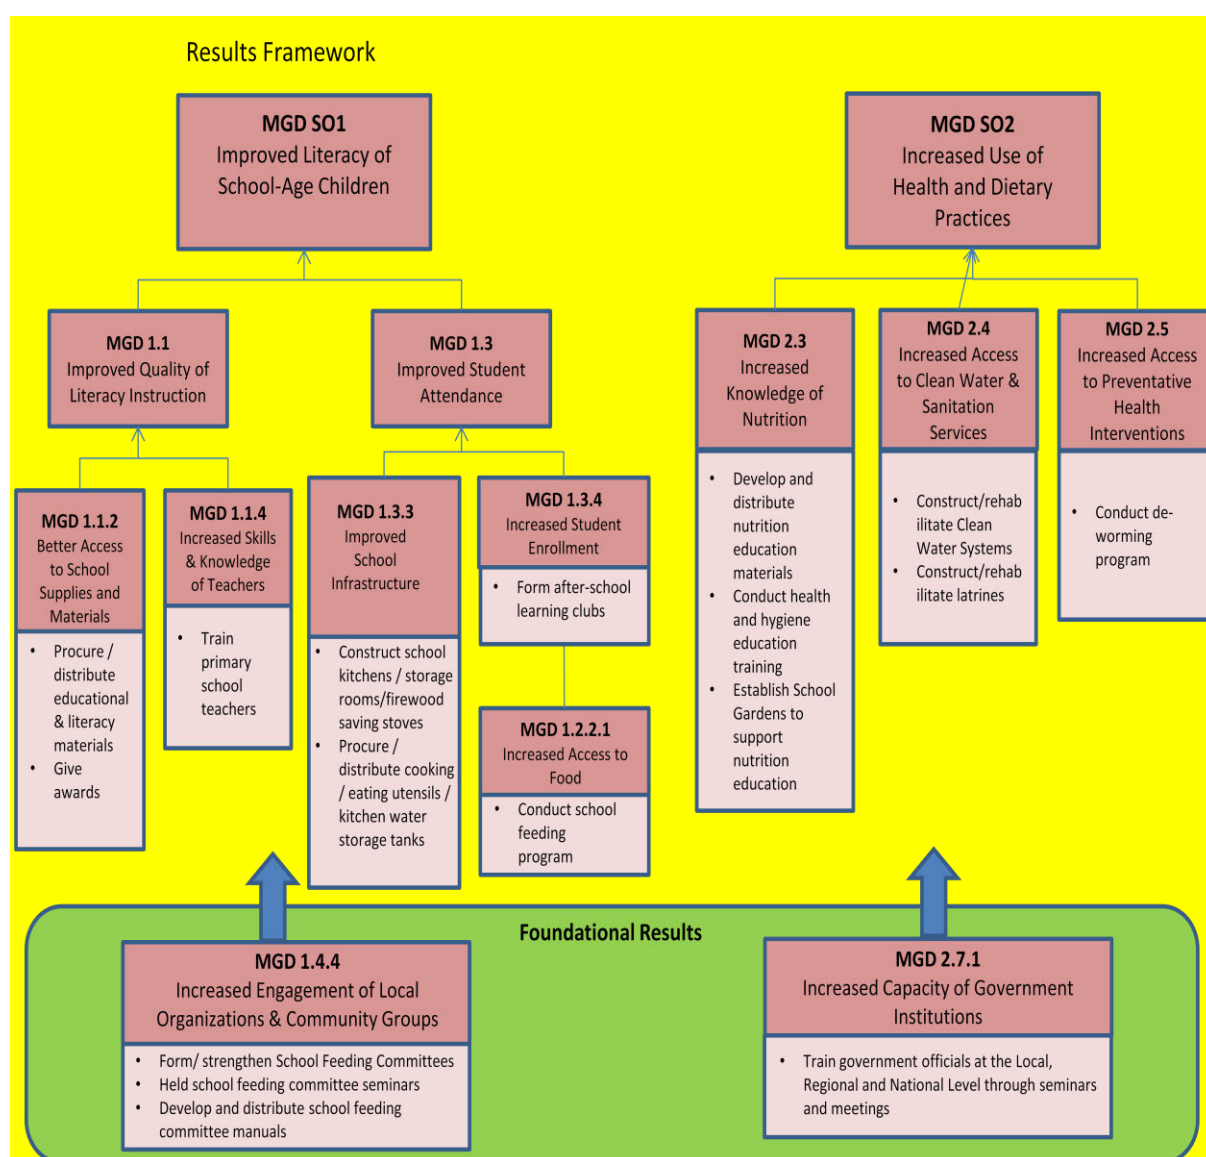 Results Framework
MGD SO1
Improved Literacy of
School-Age Children
MGD SO2
Increased Use of
Health and Dietary
Practices
MGD 1.1
Improved Quality of
Literacy Instruction
MGD 1.3
Improved Student
Attendance
MGD 2.3
Increased
Knowledge of
Nutrition
MGD 2.4
Increased Access
to Clean Water &
Sanitation
Services
MGD 2.5
Increased Access
to Preventative
Health
Interventions
• Develop and
distribute
nutrition
education
materials
• Conduct health
and hygiene
education
training
• Establish School
Gardens to
support
nutrition
education
• Construct/rehab
ilitate Clean
Water Systems
• Construct/rehab
ilitate latrines
• Conduct de-
worming
program
MGD 1.1.2
Better Access
to School
Supplies and
Materials
• Procure /
distribute
educational
& literacy
materials
• Give
awards
MGD 1.1.4
Increased Skills
& Knowledge
of Teachers
• Train
primary
school
teachers
MGD 1.3.3
Improved
School
Infrastructure
• Construct school
kitchens / storage
rooms/firewood
saving stoves
• Procure /
distribute cooking
/ eating utensils /
kitchen water
storage tanks
MGD 1.3.4
Increased Student
Enrollment
• Form after-school
learning clubs
MGD 1.2.2.1
Increased Access to
Food
• Conduct school
feeding
program
Foundational Results
MGD 1.4.4
Increased Engagement of Local
Organizations & Community Groups
• Form/ strengthen School Feeding Committees
• Held school feeding committee seminars
• Develop and distribute school feeding
committee manuals
MGD 2.7.1
Increased Capacity of Government
Institutions
• Train government officials at the Local,
Regional and National Level through seminars
and meetings